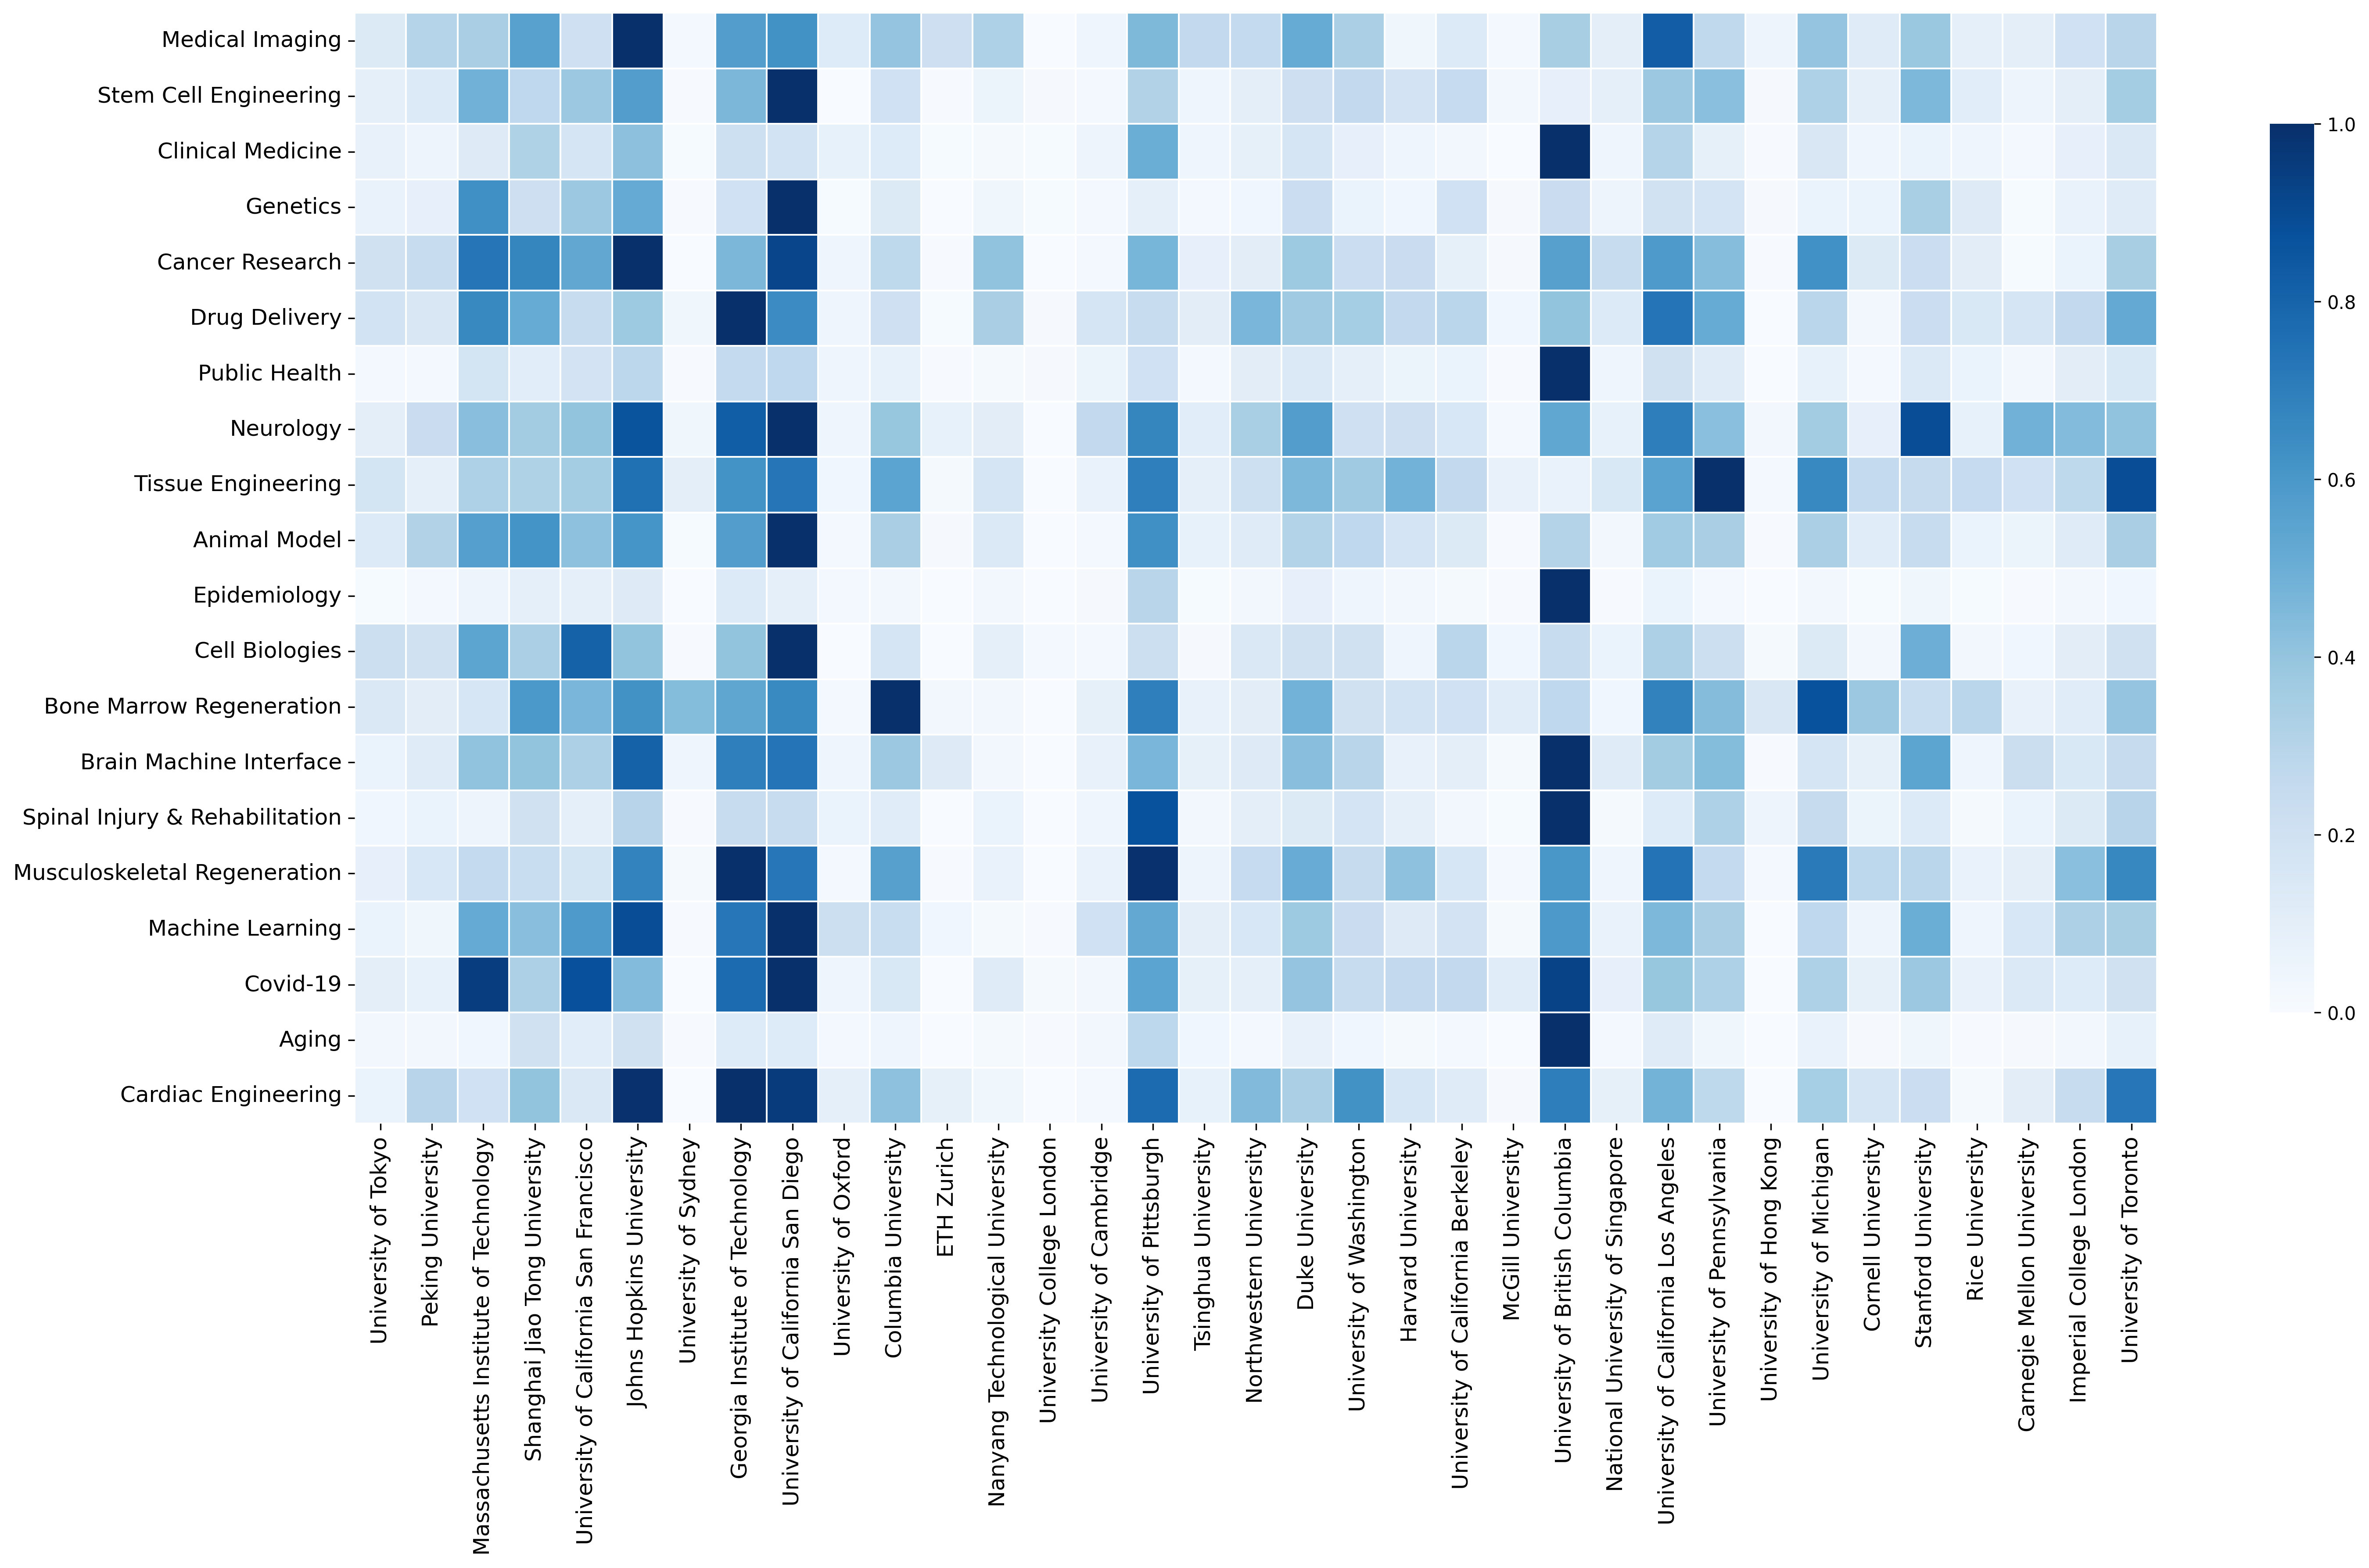 Medical Imaging
Stem Cell Engineering
Clinical Medicine
Genetics
Cancer Research
Drug Delivery
Public Health
Neurology
Tissue Engineering
Animal Model
Epidemiology
Cell Biologies
Bone Marrow Regeneration
Brain Machine Interface
Spinal Injury & Rehabilitation
Musculoskeletal Regeneration
Machine Learning
Covid-19
Aging
Cardiac Engineering
University of Tokyo
Peking University
Massachusetts Institute of Technology
Shanghai Jiao Tong University
University of California San Francisco
Johns Hopkins University
University of Sydney
Georgia Institute of Technology
University of California San Diego
University of Oxford
Columbia University
ETH Zurich
Nanyang Technological University
University College London
University of Cambridge
University of Pittsburgh
Tsinghua University
Northwestern University
Duke University
University of Washington
Harvard University
University of California Berkeley
McGill University
University of British Columbia
National University of Singapore
University of California Los Angeles
University of Pennsylvania
University of Hong Kong
University of Michigan
Cornell University
Stanford University
Rice University
Carnegie Mellon University
Imperial College London
University of Toronto
1.0
0.8
0.6
0.4
0.2
0.0